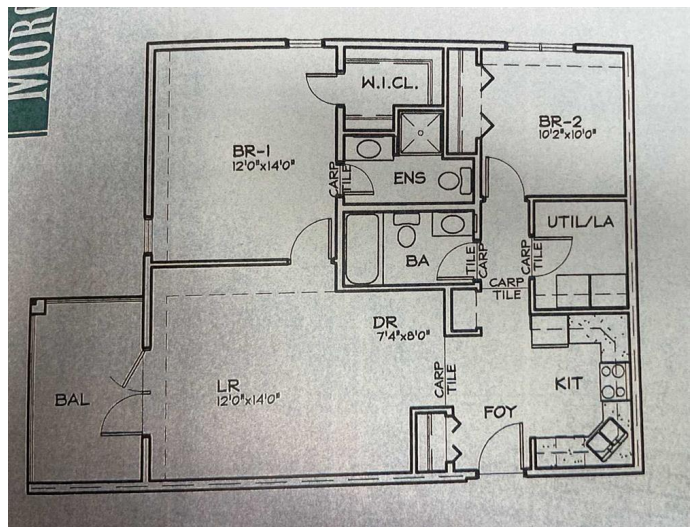 MORG
W.I.CL.
BR-1
12'0"x14'0"
BR-2
10'2"x10'0"
CARP
TILE
ENS
UTIL/LA
BA
TILE
CARP
CARP
TILE
CARP
TILE
DR
7'4"x8'0"
CARP
TILE
BAL
LR
12'0"x14'0"
KIT
FOY